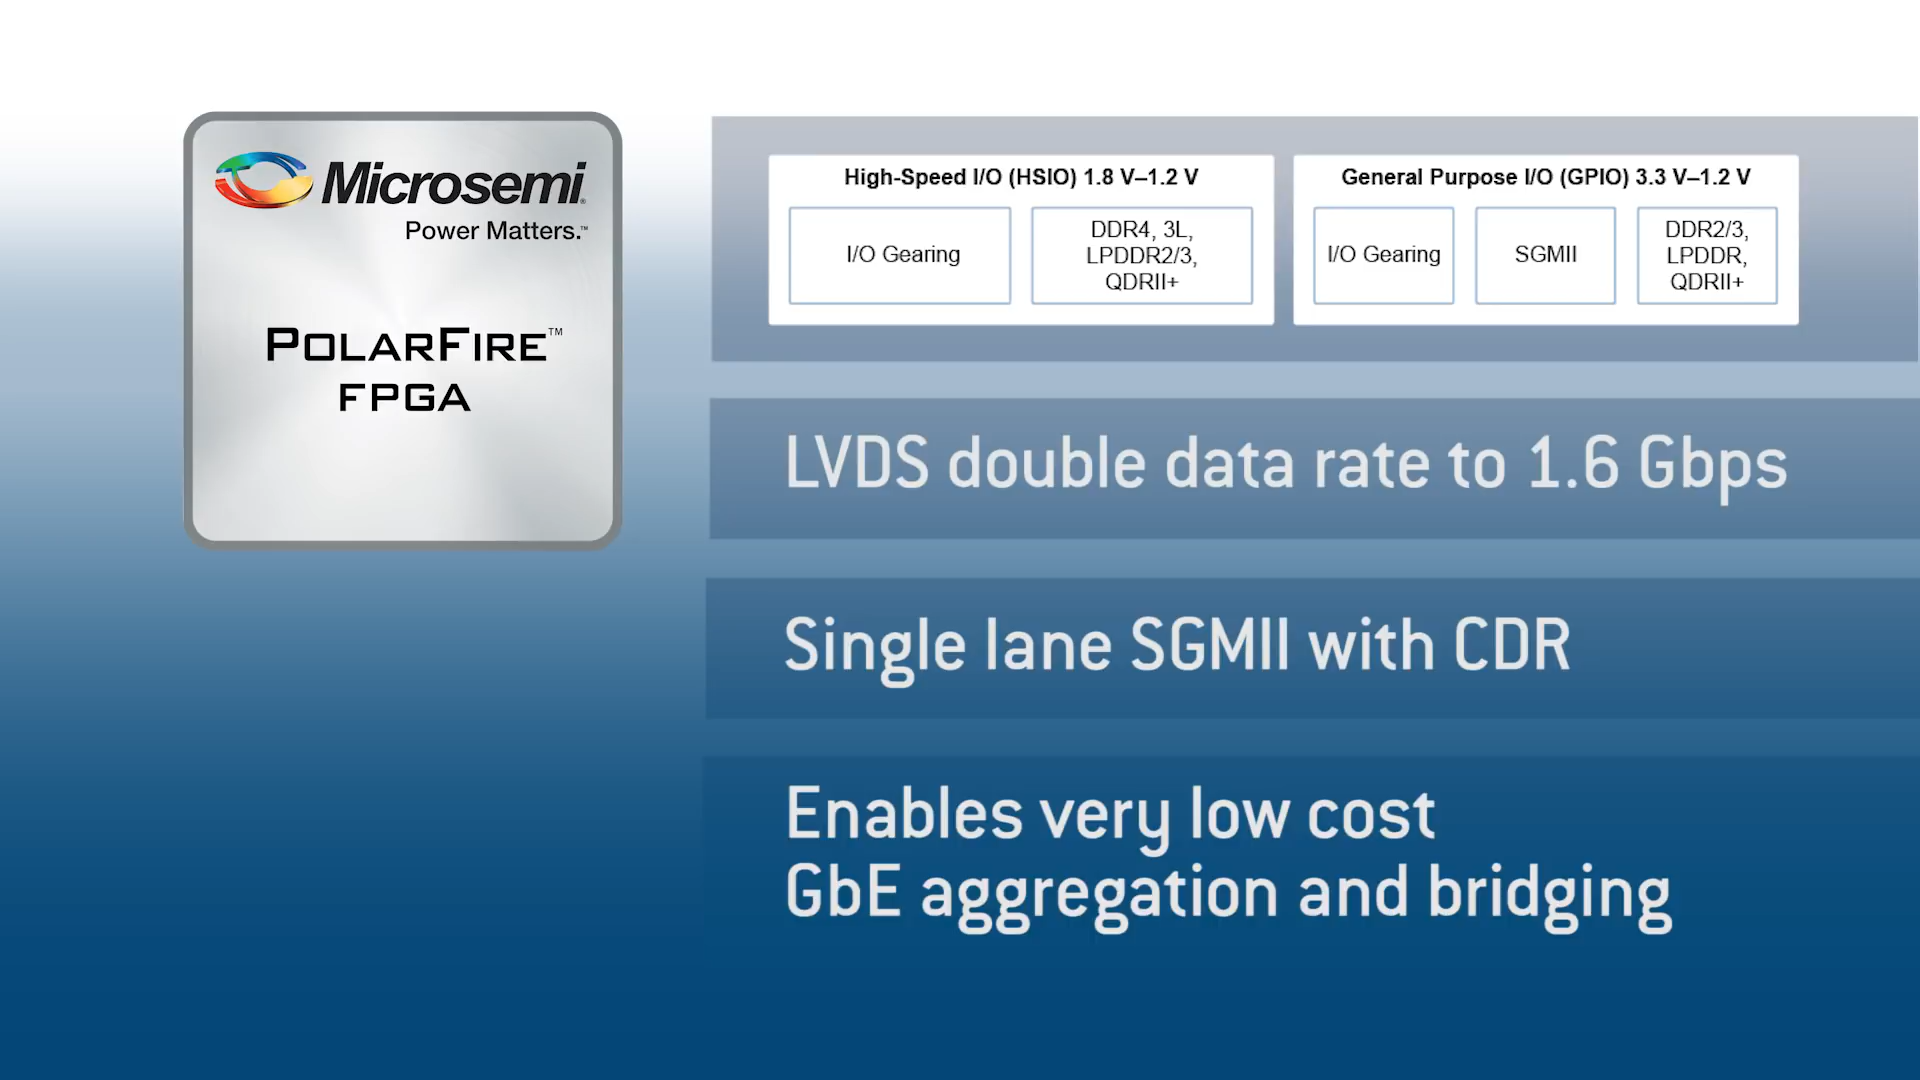 Microsemi®
Power Matters.™
POLARFIRE™
FPGA
High-Speed I/O (HSIO) 1.8 V–1.2 V
I/O Gearing
DDR4, 3L,
LPDDR2/3,
QDRII+
General Purpose I/O (GPIO) 3.3 V–1.2 V
I/O Gearing
SGMII
DDR2/3,
LPDDR,
QDRII+
LVDS double data rate to 1.6 Gbps
Single lane SGMII with CDR
Enables very low cost
GbE aggregation and bridging